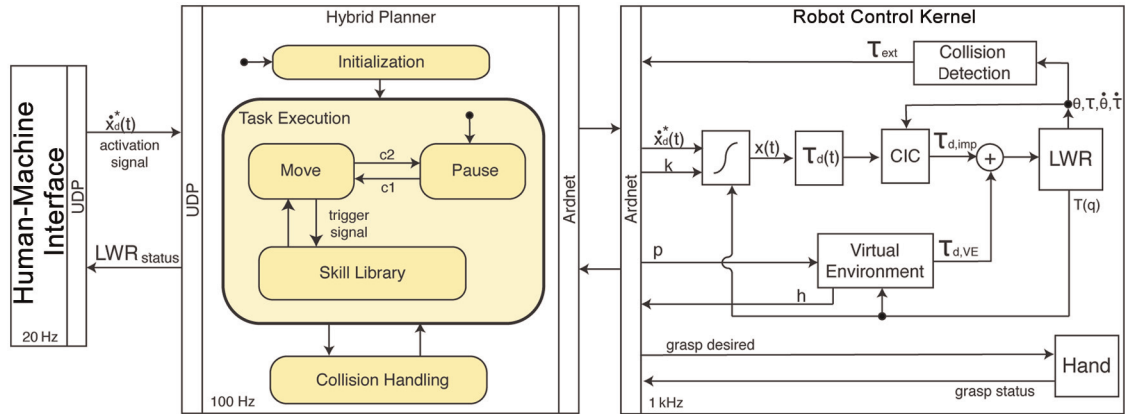 Human-Machine
Interface
20 Hz
UDP
ẋ*d(t)
activation
signal
LWR status
UDP
Hybrid Planner
Initialization
Task Execution
Move
c2
c1
Pause
trigger
signal
Skill Library
Collision Handling
100 Hz
Ardnet
Ardnet
Robot Control Kernel
τext
Collision
Detection
θ,τ,θ̇,τ̇
ẋ*d(t)
k
∫
x(t)
τd(t)
CIC
τd,imp
+
LWR
T(q)
p
Virtual
Environment
τd,VE
h
grasp desired
Hand
grasp status
1 kHz